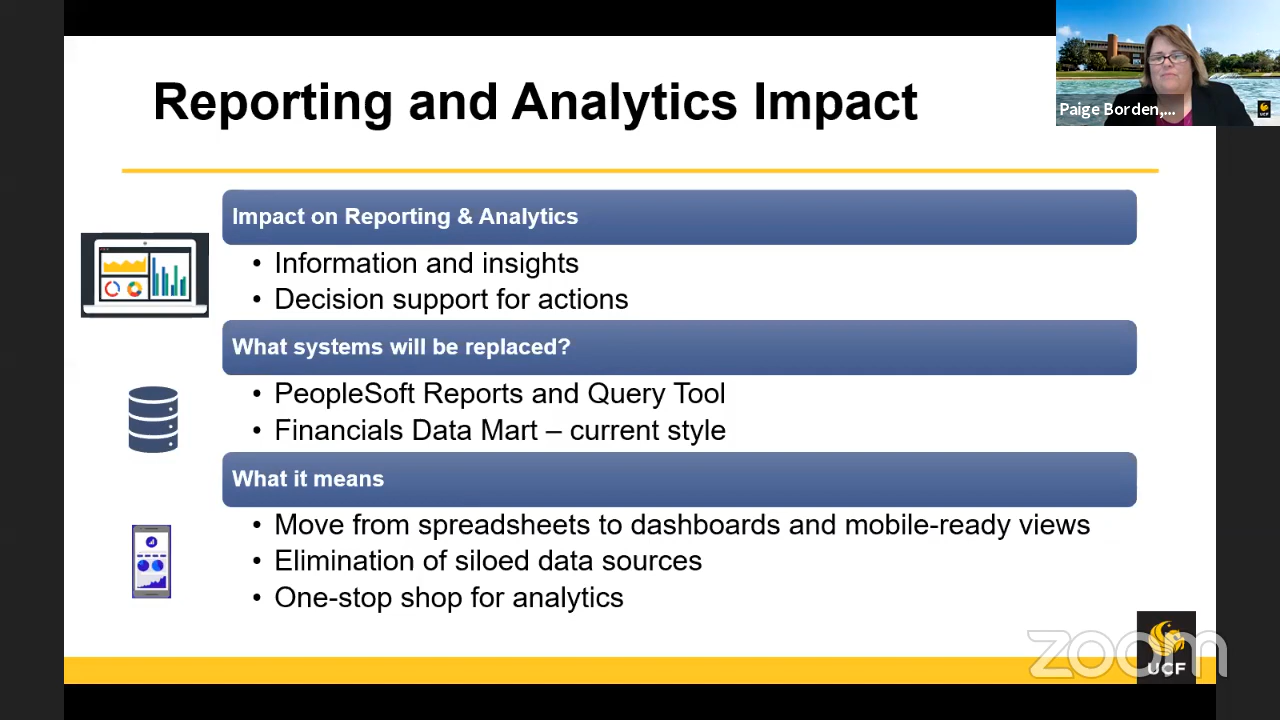 Reporting and Analytics Impact
Paige Borden,...
Impact on Reporting & Analytics
• Information and insights
• Decision support for actions
What systems will be replaced?
• PeopleSoft Reports and Query Tool
• Financials Data Mart – current style
What it means
• Move from spreadsheets to dashboards and mobile-ready views
• Elimination of siloed data sources
• One-stop shop for analytics
zoom
UCF